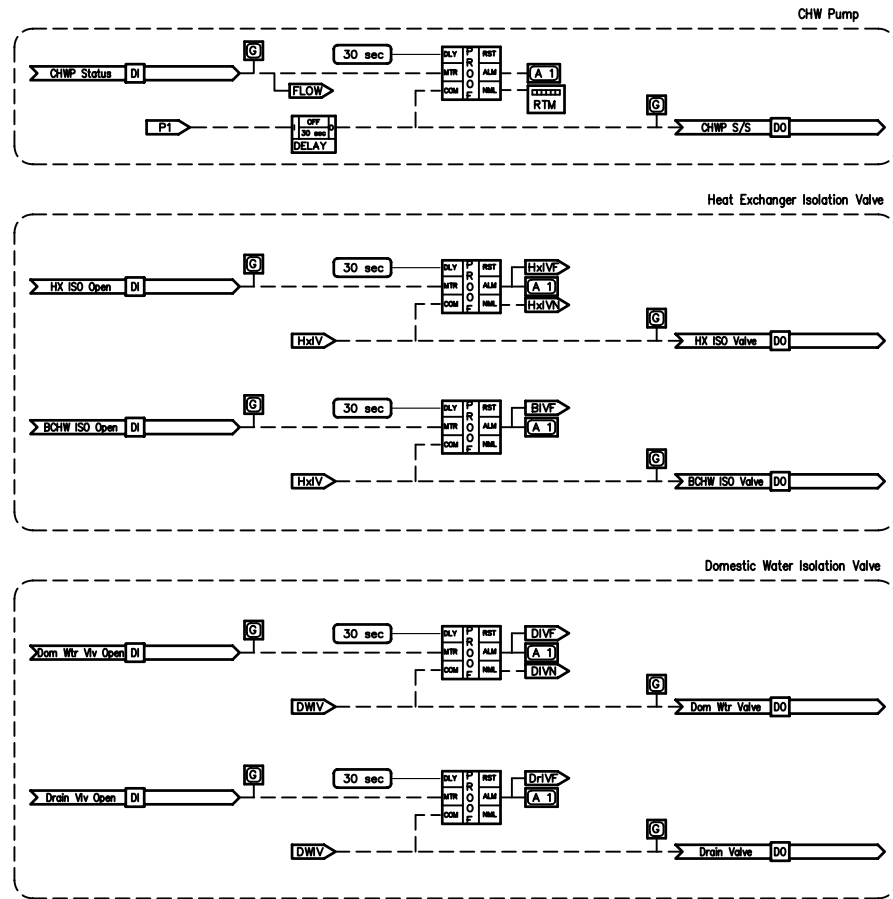 CHW Pump
G
30 sec
DLY PROOF RST
CHWP Status DI
MTR ALM A 1
FLOW
COM NML
RTM
G
P1
OFF
I 30 sec O
DELAY
CHWP S/S DO
Heat Exchanger Isolation Valve
G
30 sec
DLY PROOF RST
HxIVF
HX ISO Open DI
MTR ALM A 1
COM NML HxIVN
G
HxIV
HX ISO Valve DO
G
30 sec
DLY PROOF RST
BIVF
BCHW ISO Open DI
MTR ALM A 1
COM NML
G
HxIV
BCHW ISO Valve DO
Domestic Water Isolation Valve
G
30 sec
DLY PROOF RST
DIVF
Dom Wtr Vlv Open DI
MTR ALM A 1
COM NML DIVN
G
DWIV
Dom Wtr Valve DO
G
30 sec
DLY PROOF RST
DrIVF
Drain Vlv Open DI
MTR ALM A 1
COM NML
G
DWIV
Drain Valve DO